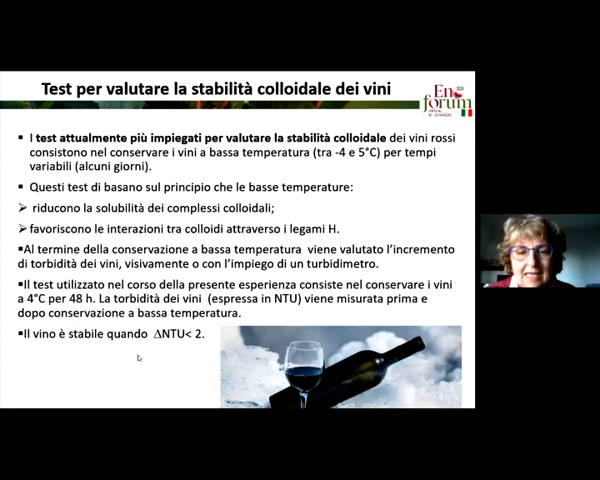 Test per valutare la stabilità colloidale dei vini
En
forum
2021
VIRTUAL
▪ I test attualmente più impiegati per valutare la stabilità colloidale dei vini rossi
consistono nel conservare i vini a bassa temperatura (tra -4 e 5°C) per tempi
variabili (alcuni giorni).
▪ Questi test di basano sul principio che le basse temperature:
➢ riducono la solubilità dei complessi colloidali;
➢ favoriscono le interazioni tra colloidi attraverso i legami H.
▪Al termine della conservazione a bassa temperatura viene valutato l'incremento
di torbidità dei vini, visivamente o con l'impiego di un turbidimetro.
▪Il test utilizzato nel corso della presente esperienza consiste nel conservare i vini
a 4°C per 48 h. La torbidità dei vini (espressa in NTU) viene misurata prima e
dopo conservazione a bassa temperatura.
▪Il vino è stabile quando ΔNTU< 2.